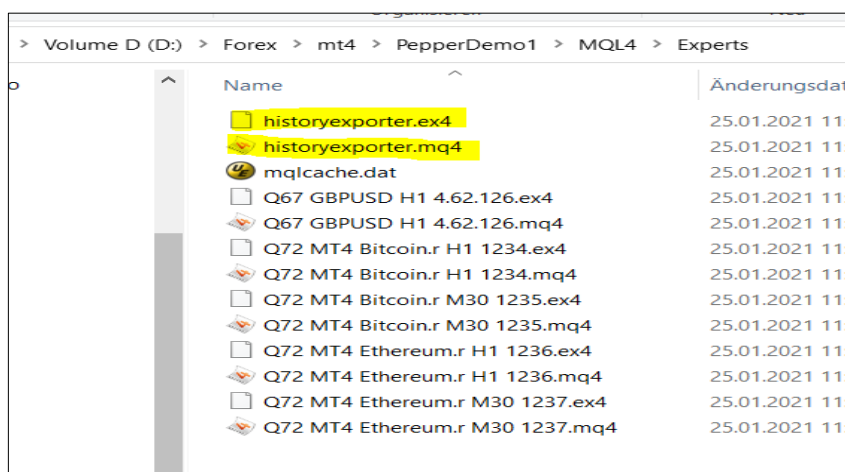 > Volume D (D:) > Forex > mt4 > PepperDemo1 > MQL4 > Experts
Name Änderungsdat
historyexporter.ex4 25.01.2021 11
historyexporter.mq4 25.01.2021 11
mqlcache.dat 25.01.2021 11
Q67 GBPUSD H1 4.62.126.ex4 25.01.2021 11
Q67 GBPUSD H1 4.62.126.mq4 25.01.2021 11
Q72 MT4 Bitcoin.r H1 1234.ex4 25.01.2021 11
Q72 MT4 Bitcoin.r H1 1234.mq4 25.01.2021 11
Q72 MT4 Bitcoin.r M30 1235.ex4 25.01.2021 11
Q72 MT4 Bitcoin.r M30 1235.mq4 25.01.2021 11
Q72 MT4 Ethereum.r H1 1236.ex4 25.01.2021 11
Q72 MT4 Ethereum.r H1 1236.mq4 25.01.2021 11
Q72 MT4 Ethereum.r M30 1237.ex4 25.01.2021 11
Q72 MT4 Ethereum.r M30 1237.mq4 25.01.2021 11